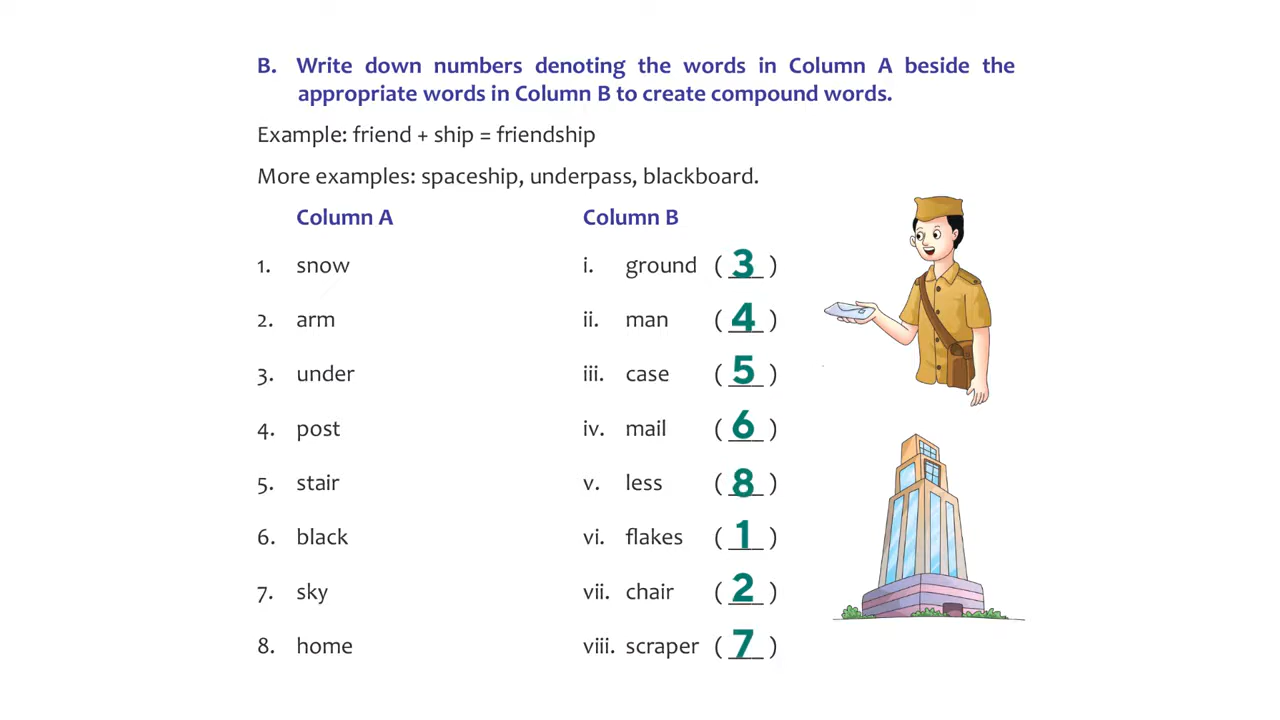 B. Write down numbers denoting the words in Column A beside the
appropriate words in Column B to create compound words.
Example: friend + ship = friendship
More examples: spaceship, underpass, blackboard.
Column A Column B
1. snow i. ground ( 3 )
2. arm ii. man ( 4 )
3. under iii. case ( 5 )
4. post iv. mail ( 6 )
5. stair v. less ( 8 )
6. black vi. flakes ( 1 )
7. sky vii. chair ( 2 )
8. home viii. scraper ( 7 )